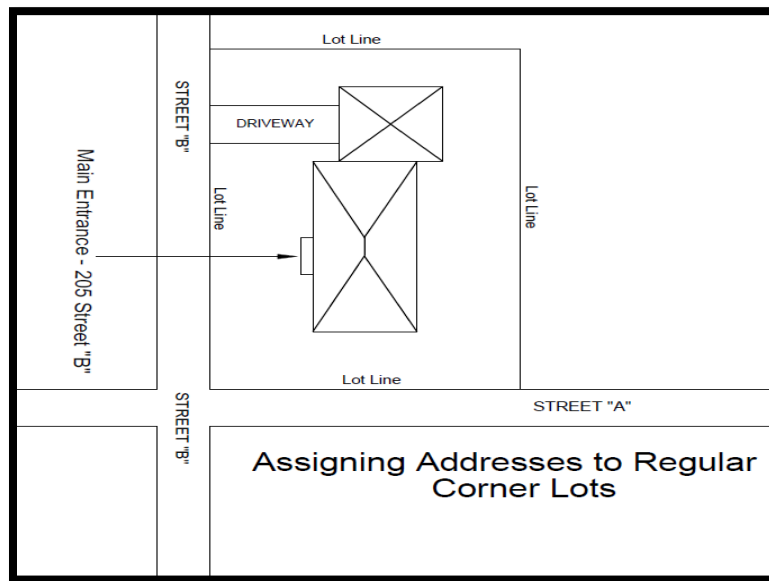 Lot Line
STREET "B"
DRIVEWAY
Main Entrance - 205 Street "B"
Lot Line
Lot Line
Lot Line
STREET "A"
STREET "B"
Assigning Addresses to Regular
Corner Lots